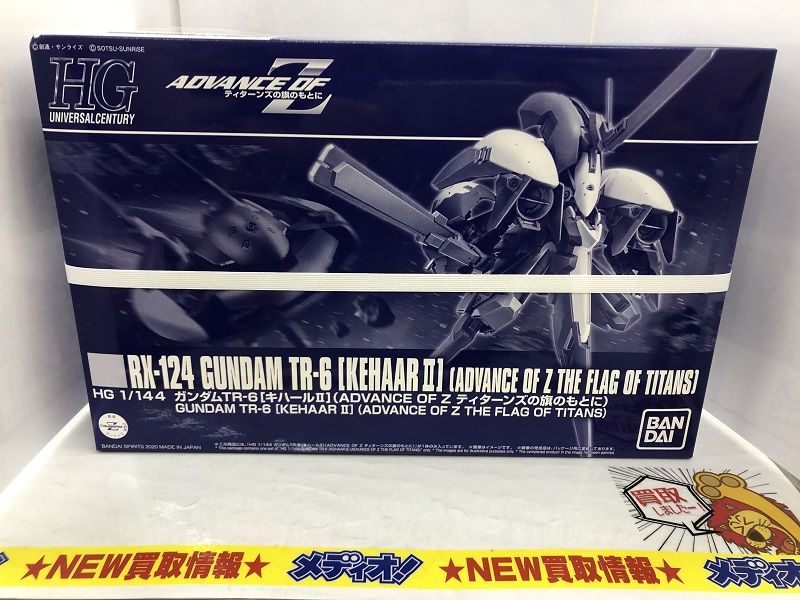 ©創通・サンライズ ©SOTSU・SUNRISE
HG
UNIVERSAL CENTURY
ADVANCE OF Z
ティターンズの旗のもとに
RX-124 GUNDAM TR-6 [KEHAAR II] (ADVANCE OF Z THE FLAG OF TITANS)
HG 1/144 ガンダムTR-6 [キハールII] (ADVANCE OF Z ティターンズの旗のもとに)
GUNDAM TR-6 [KEHAAR II] (ADVANCE OF Z THE FLAG OF TITANS)
BANDAI SPIRITS 2020 MADE IN JAPAN
BAN
DAI
買取
しましたー
★NEW買取情報★ メディオ! ★NEW買取情報★ メディオ